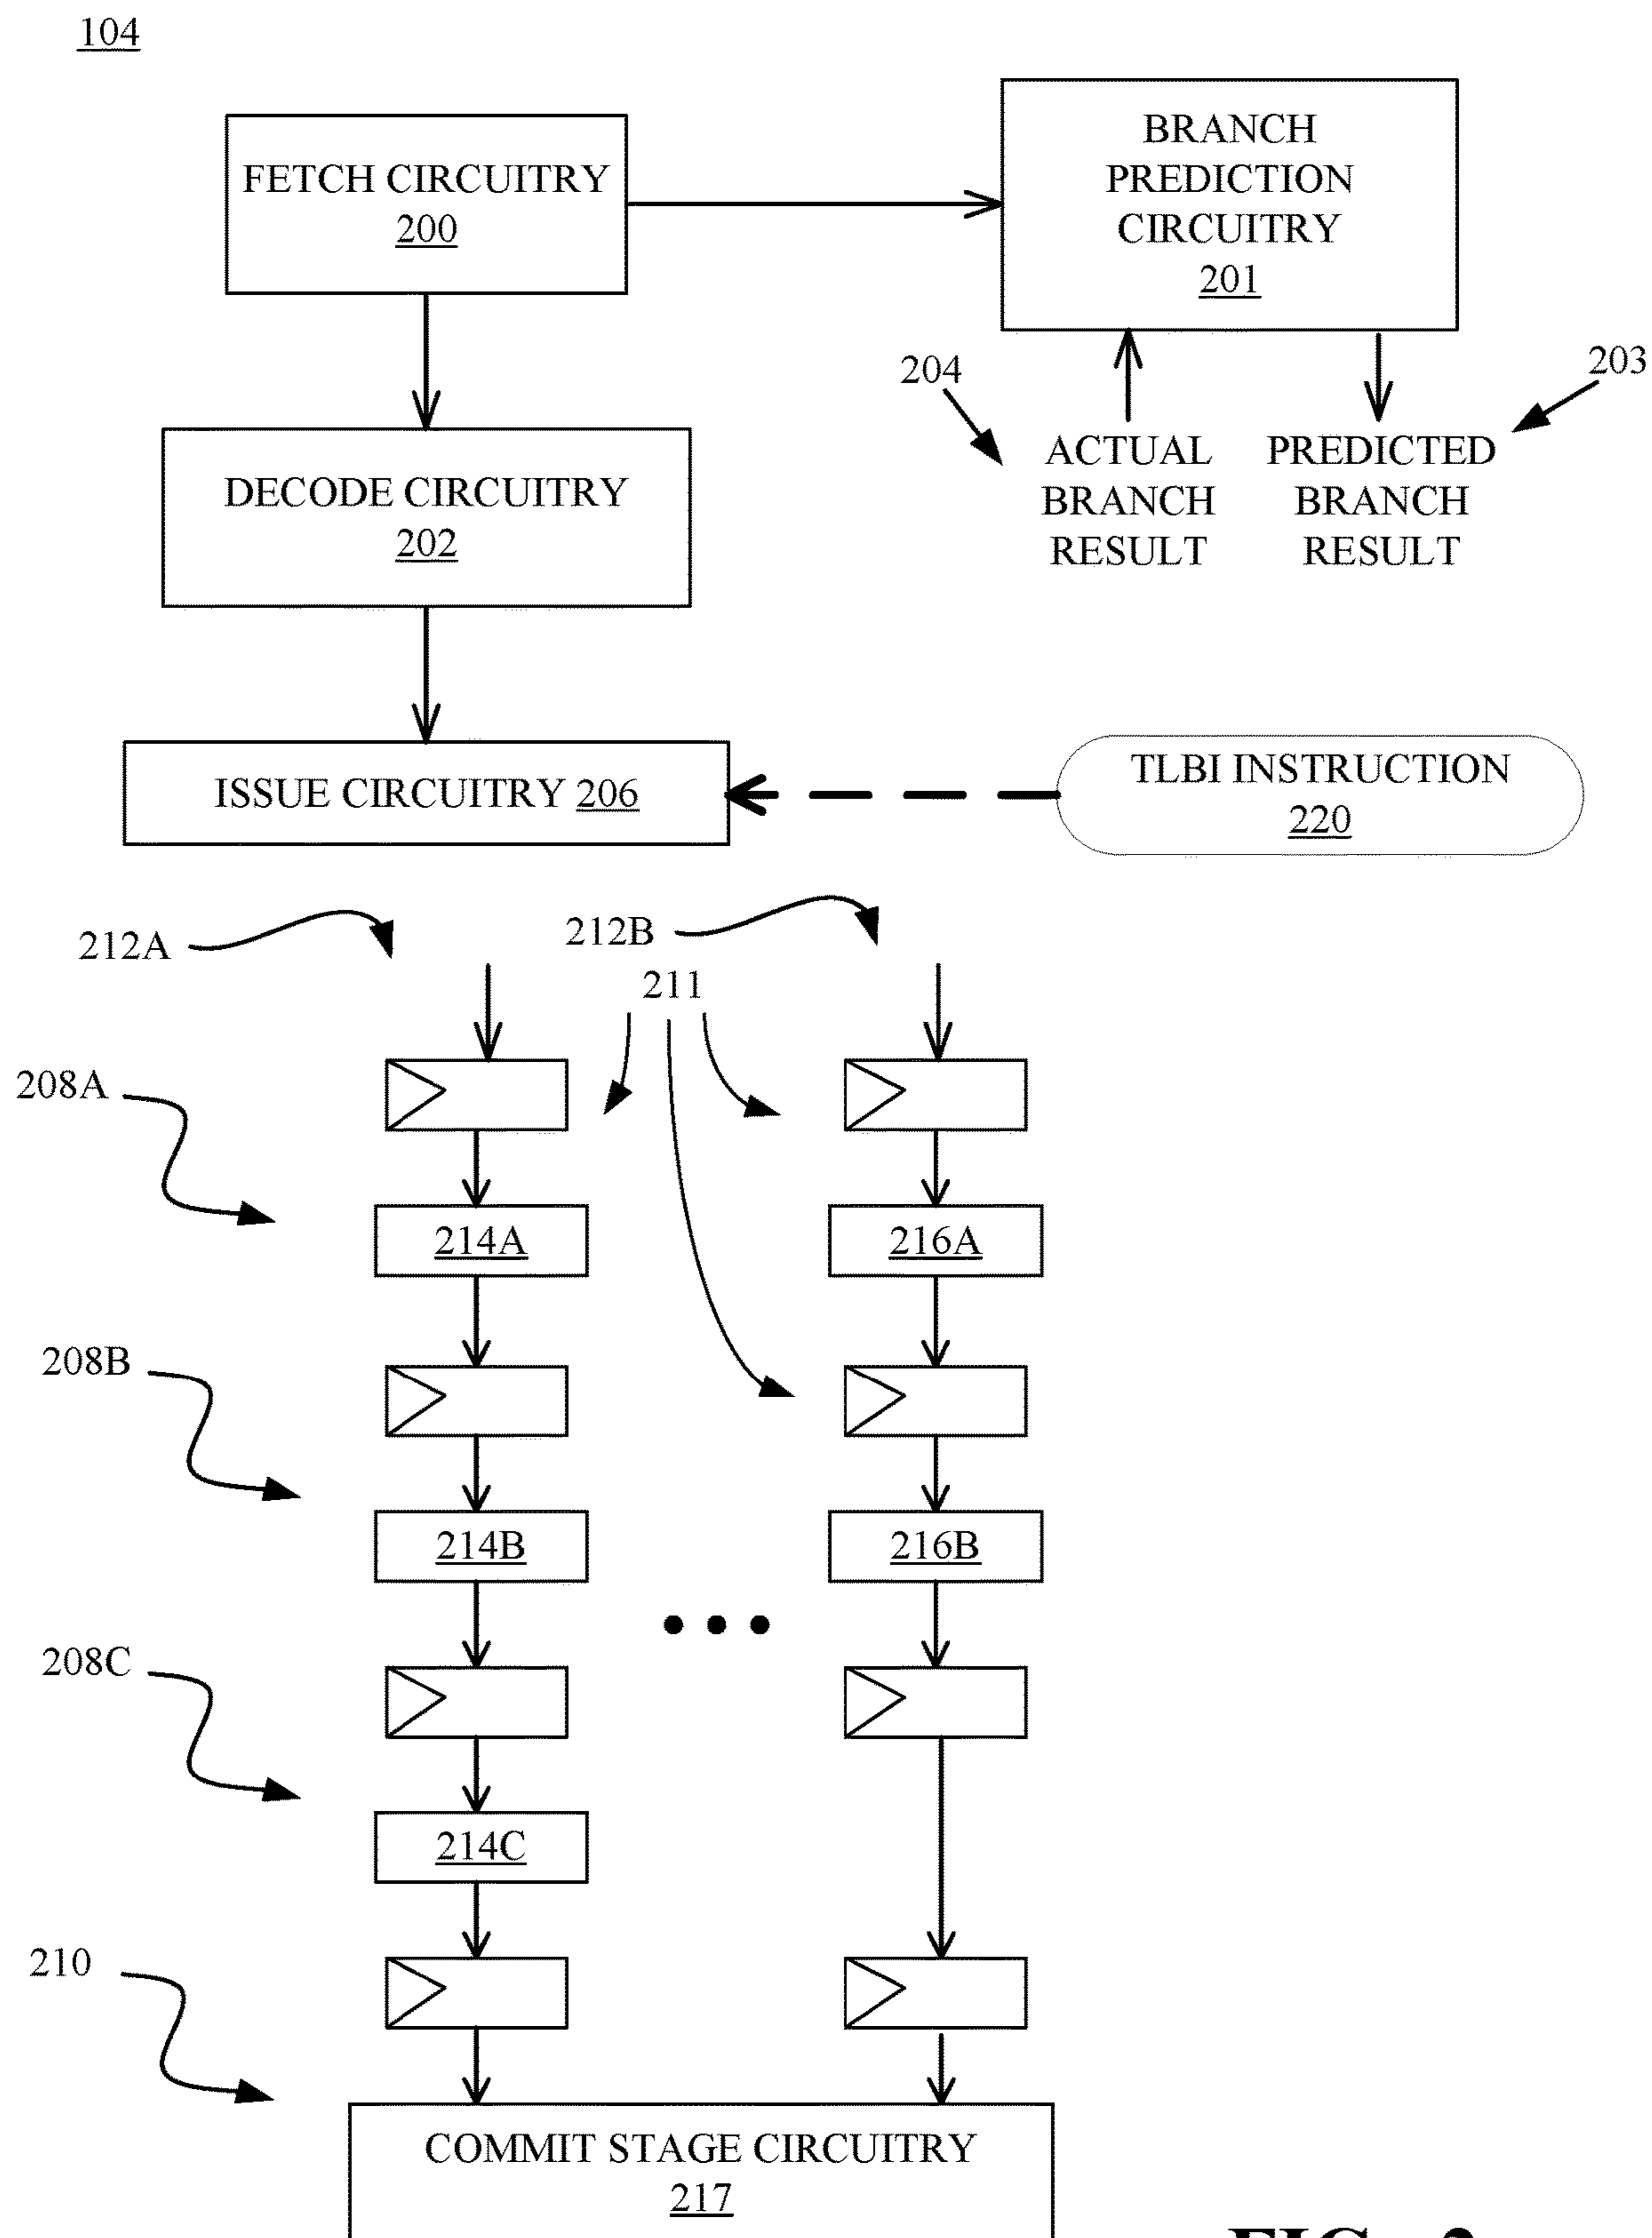 104
FETCH CIRCUITRY
200
BRANCH
PREDICTION
CIRCUITRY
201
204
203
ACTUAL
BRANCH
RESULT
PREDICTED
BRANCH
RESULT
DECODE CIRCUITRY
202
ISSUE CIRCUITRY 206
TLBI INSTRUCTION
220
212A
212B
211
208A
214A
216A
208B
214B
216B
208C
214C
210
COMMIT STAGE CIRCUITRY
217